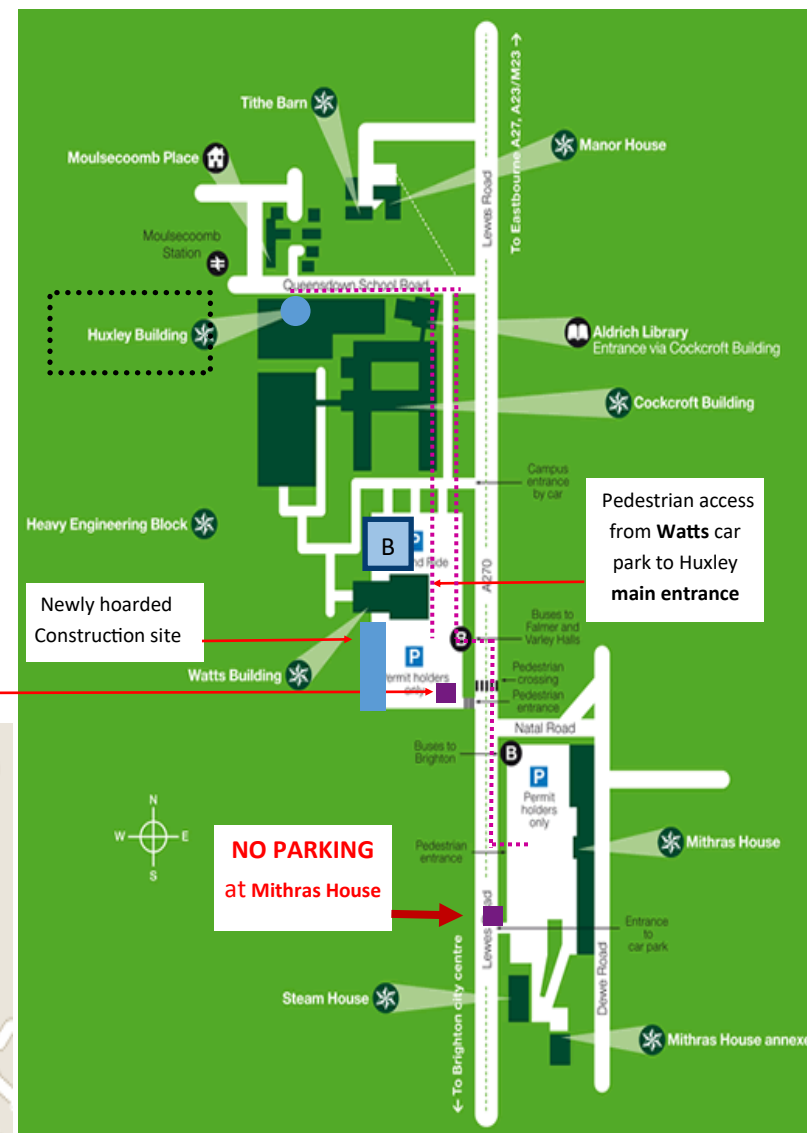 To Eastbourne A27, A23/M23 →
Tithe Barn
Moulsecoomb Place
Manor House
Lewes Road
Moulsecoomb
Station
Queensdown School Road
Huxley Building
Aldrich Library
Entrance via Cockcroft Building
Cockcroft Building
Campus
entrance
by car
Heavy Engineering Block
P
B
Ride
Pedestrian access
from Watts car
park to Huxley
main entrance
A270
Newly hoarded
Construction site
Buses to
Falmer and
Varley Halls
B
Watts Building
P
Permit holders
only
Pedestrian
crossing
Pedestrian
entrance
Natal Road
Buses to
Brighton
B
P
Permit
holders
only
N
W
E
S
NO PARKING
at Mithras House
Pedestrian
entrance
Mithras House
Lewes Road
Entrance
to
car park
Dewe Road
Steam House
← To Brighton city centre
Mithras House annexe